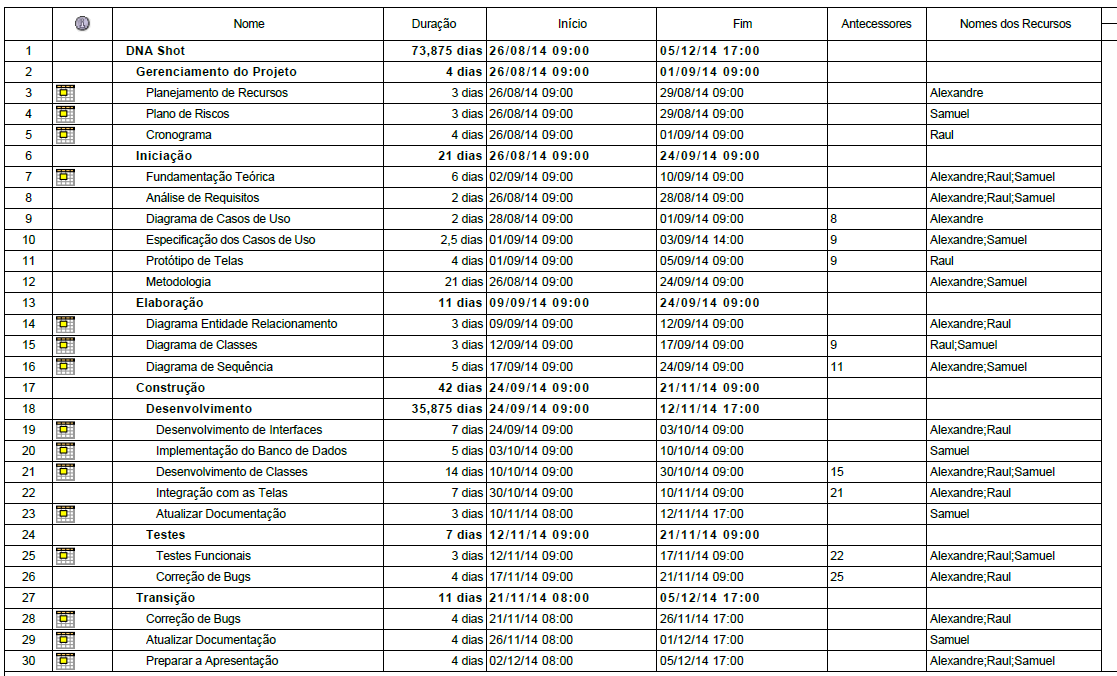 Nome Duração Início Fim Antecessores Nomes dos Recursos
1 DNA Shot 73,875 dias 26/08/14 09:00 05/12/14 17:00
2 Gerenciamento do Projeto 4 dias 26/08/14 09:00 01/09/14 09:00
3 Planejamento de Recursos 3 dias 26/08/14 09:00 29/08/14 09:00 Alexandre
4 Plano de Riscos 3 dias 26/08/14 09:00 29/08/14 09:00 Samuel
5 Cronograma 4 dias 26/08/14 09:00 01/09/14 09:00 Raul
6 Iniciação 21 dias 26/08/14 09:00 24/09/14 09:00
7 Fundamentação Teórica 6 dias 02/09/14 09:00 10/09/14 09:00 Alexandre;Raul;Samuel
8 Análise de Requisitos 2 dias 26/08/14 09:00 28/08/14 09:00 Alexandre;Raul;Samuel
9 Diagrama de Casos de Uso 2 dias 28/08/14 09:00 01/09/14 09:00 8 Alexandre
10 Especificação dos Casos de Uso 2,5 dias 01/09/14 09:00 03/09/14 14:00 9 Alexandre;Samuel
11 Protótipo de Telas 4 dias 01/09/14 09:00 05/09/14 09:00 9 Raul
12 Metodologia 21 dias 26/08/14 09:00 24/09/14 09:00 Alexandre;Samuel
13 Elaboração 11 dias 09/09/14 09:00 24/09/14 09:00
14 Diagrama Entidade Relacionamento 3 dias 09/09/14 09:00 12/09/14 09:00 Alexandre;Raul
15 Diagrama de Classes 3 dias 12/09/14 09:00 17/09/14 09:00 9 Raul;Samuel
16 Diagrama de Sequência 5 dias 17/09/14 09:00 24/09/14 09:00 11 Alexandre;Samuel
17 Construção 42 dias 24/09/14 09:00 21/11/14 09:00
18 Desenvolvimento 35,875 dias 24/09/14 09:00 12/11/14 17:00
19 Desenvolvimento de Interfaces 7 dias 24/09/14 09:00 03/10/14 09:00 Alexandre;Raul
20 Implementação do Banco de Dados 5 dias 03/10/14 09:00 10/10/14 09:00 Samuel
21 Desenvolvimento de Classes 14 dias 10/10/14 09:00 30/10/14 09:00 15 Alexandre;Raul;Samuel
22 Integração com as Telas 7 dias 30/10/14 09:00 10/11/14 09:00 21 Alexandre;Raul
23 Atualizar Documentação 3 dias 10/11/14 08:00 12/11/14 17:00 Samuel
24 Testes 7 dias 12/11/14 09:00 21/11/14 09:00
25 Testes Funcionais 3 dias 12/11/14 09:00 17/11/14 09:00 22 Alexandre;Raul;Samuel
26 Correção de Bugs 4 dias 17/11/14 09:00 21/11/14 09:00 25 Alexandre;Raul
27 Transição 11 dias 21/11/14 08:00 05/12/14 17:00
28 Correção de Bugs 4 dias 21/11/14 08:00 26/11/14 17:00 Alexandre;Raul
29 Atualizar Documentação 4 dias 26/11/14 08:00 01/12/14 17:00 Samuel
30 Preparar a Apresentação 4 dias 02/12/14 08:00 05/12/14 17:00 Alexandre;Raul;Samuel